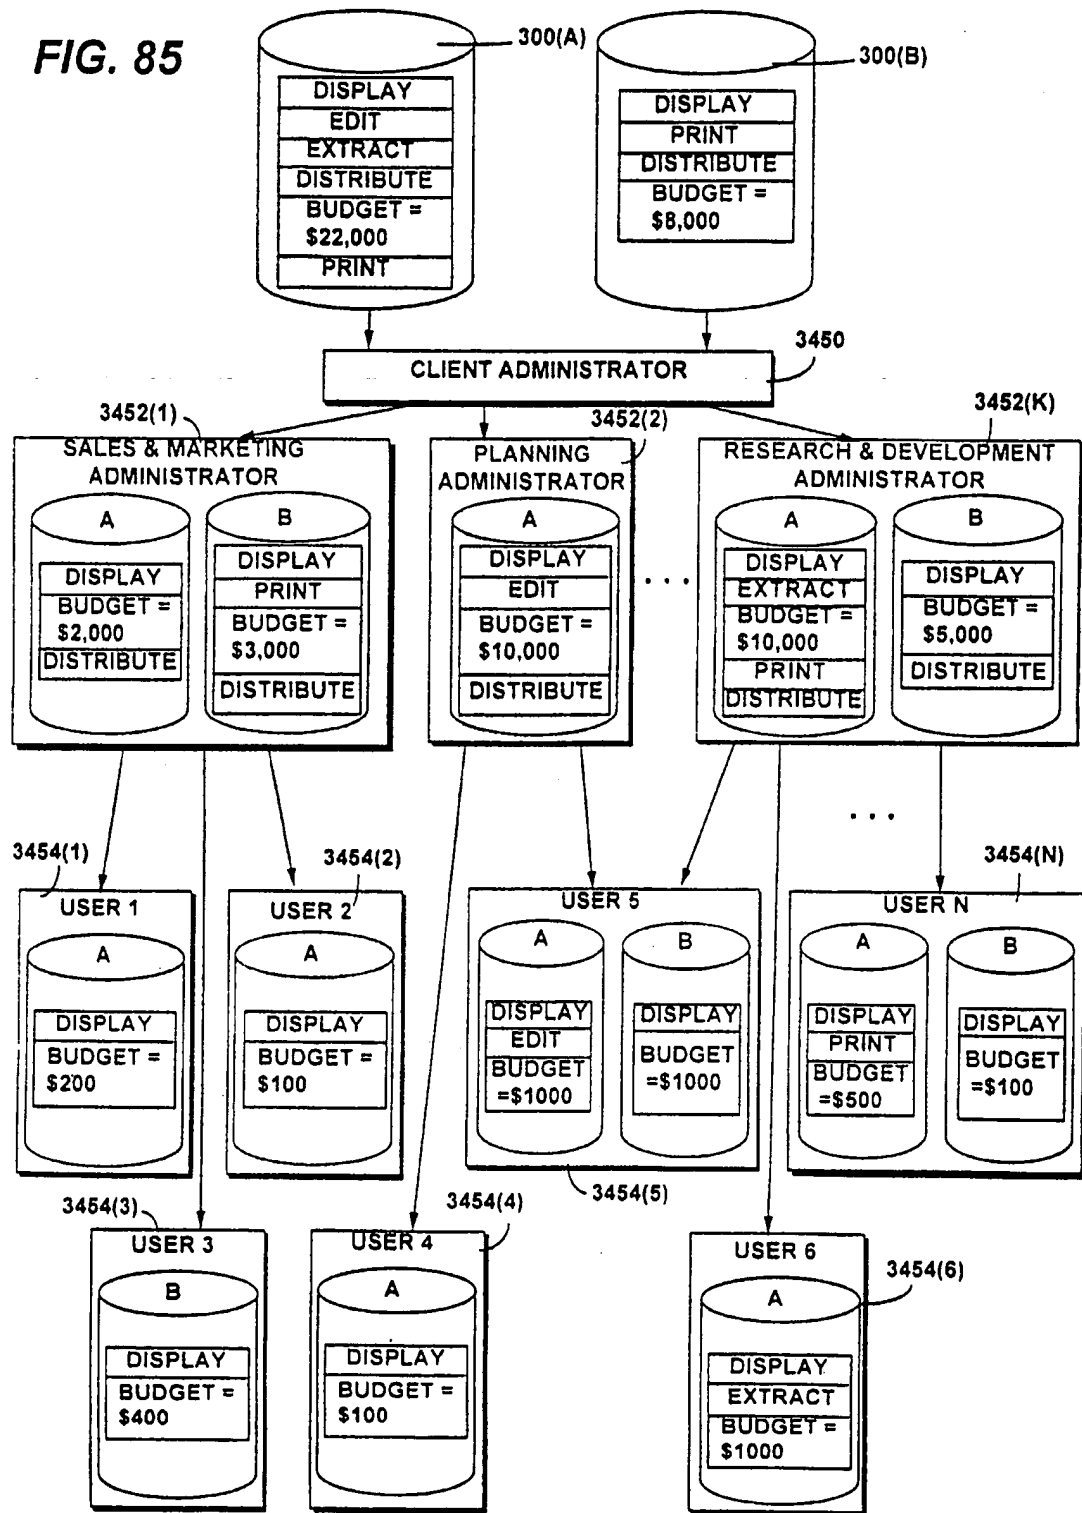 FIG. 85
300(A)
300(B)
DISPLAY
EDIT
EXTRACT
DISTRIBUTE
BUDGET =
$22,000
PRINT
DISPLAY
PRINT
DISTRIBUTE
BUDGET =
$8,000
3450
CLIENT ADMINISTRATOR
3452(1)
3452(2)
3452(K)
SALES & MARKETING
ADMINISTRATOR
A
DISPLAY
BUDGET =
$2,000
DISTRIBUTE
B
DISPLAY
PRINT
BUDGET =
$3,000
DISTRIBUTE
PLANNING
ADMINISTRATOR
A
DISPLAY
EDIT
BUDGET =
$10,000
DISTRIBUTE
. . .
RESEARCH & DEVELOPMENT
ADMINISTRATOR
A
DISPLAY
EXTRACT
BUDGET =
$10,000
PRINT
DISTRIBUTE
B
DISPLAY
BUDGET =
$5,000
DISTRIBUTE
. . .
3454(1)
USER 1
A
DISPLAY
BUDGET =
$200
3454(2)
USER 2
A
DISPLAY
BUDGET =
$100
USER 5
A
DISPLAY
EDIT
BUDGET
=$1000
B
DISPLAY
BUDGET
=$1000
3454(5)
3454(N)
USER N
A
DISPLAY
PRINT
BUDGET
=$500
B
DISPLAY
BUDGET
=$100
3454(3)
USER 3
B
DISPLAY
BUDGET =
$400
3454(4)
USER 4
A
DISPLAY
BUDGET =
$100
USER 6
3454(6)
A
DISPLAY
EXTRACT
BUDGET =
$1000